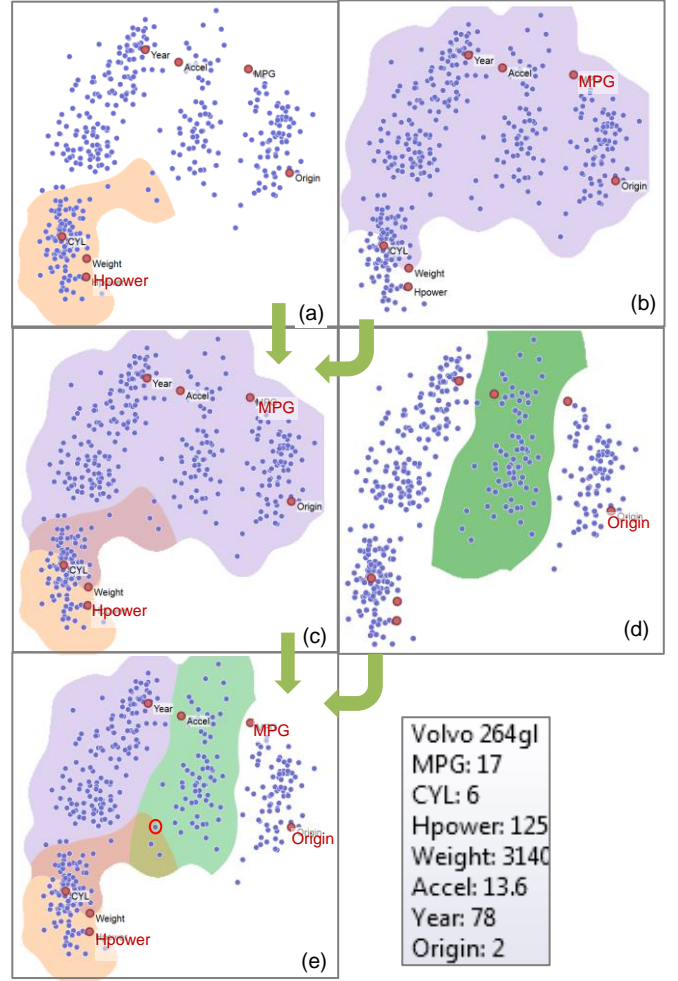 Year
Accel
MPG
Origin
CYL
Weight
Hpower
(a)
Year
Accel
MPG
Origin
CYL
Weight
Hpower
(b)
Year
Accel
MPG
Origin
CYL
Weight
Hpower
(c)
Origin
Origin
(d)
Year
Accel
MPG
Origin
Origin
CYL
Weight
Hpower
(e)
Volvo 264gl
MPG: 17
CYL: 6
Hpower: 125
Weight: 3140
Accel: 13.6
Year: 78
Origin: 2